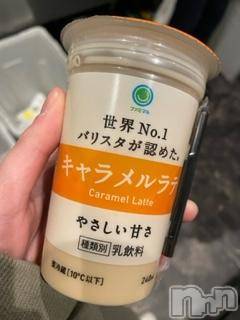 ファミマル
世界No.1
バリスタが認めた。
キャラメルラテ
Caramel Latte
やさしい甘さ
種類別 乳飲料
要冷蔵[10℃以下]
240ml